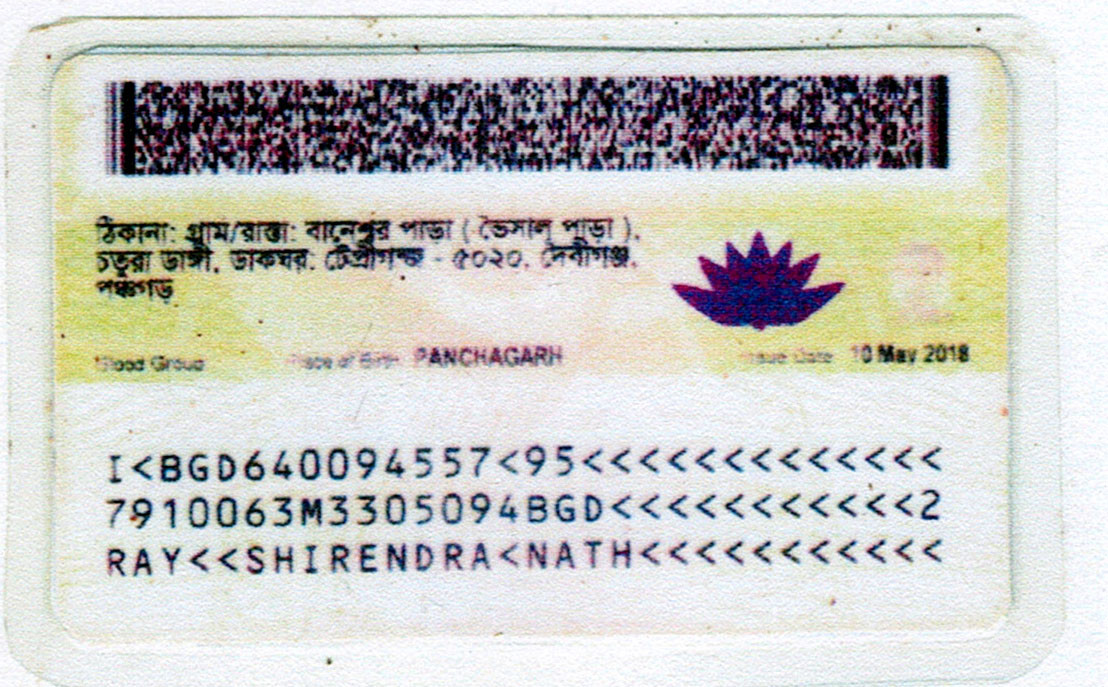 ঠিকানা: গ্রাম/রাস্তা: বানেশ্বর পাড়া ( ভৈসাল পাড়া ),
চতুরা ডাঙ্গী, ডাকঘর: টেপ্রীগঞ্জ - ৫০২০, দেবীগঞ্জ,
পঞ্চগড়
Blood Group Place of Birth PANCHAGARH Issue Date 10 May 2018
I<BGD640094557<95<<<<<<<<<<<<<
7910063M3305094BGD<<<<<<<<<<<2
RAY<<SHIRENDRA<NATH<<<<<<<<<<<